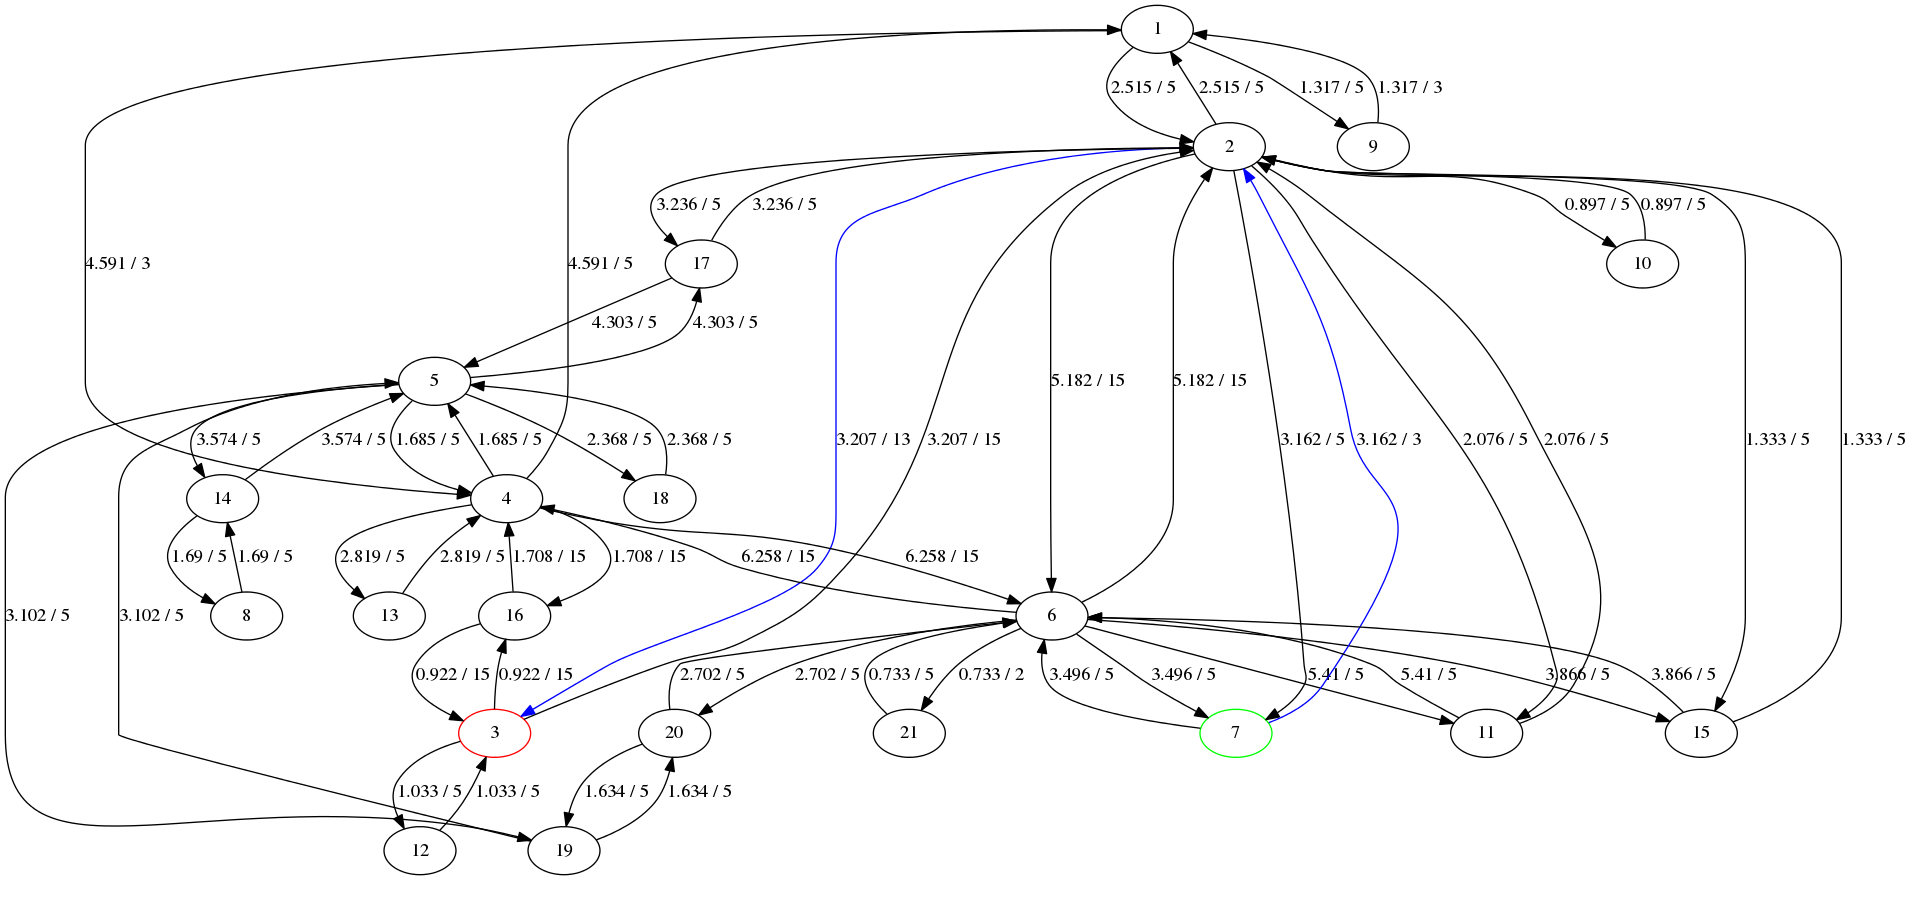 1
2.515 / 5
2.515 / 5
1.317 / 5
1.317 / 3
2
9
3.236 / 5
3.236 / 5
0.897 / 5
0.897 / 5
4.591 / 3
4.591 / 5
17
10
4.303 / 5
4.303 / 5
5
5.182 / 15
5.182 / 15
3.574 / 5
3.574 / 5
1.685 / 5
1.685 / 5
2.368 / 5
2.368 / 5
3.207 / 13
3.207 / 15
3.162 / 5
3.162 / 3
2.076 / 5
2.076 / 5
1.333 / 5
1.333 / 5
14
4
18
1.69 / 5
1.69 / 5
2.819 / 5
2.819 / 5
1.708 / 15
1.708 / 15
6.258 / 15
6.258 / 15
3.102 / 5
3.102 / 5
8
13
16
6
0.922 / 15
0.922 / 15
2.702 / 5
2.702 / 5
0.733 / 5
0.733 / 2
3.496 / 5
3.496 / 5
5.41 / 5
5.41 / 5
3.866 / 5
3.866 / 5
3
20
21
7
11
15
1.033 / 5
1.033 / 5
1.634 / 5
1.634 / 5
12
19